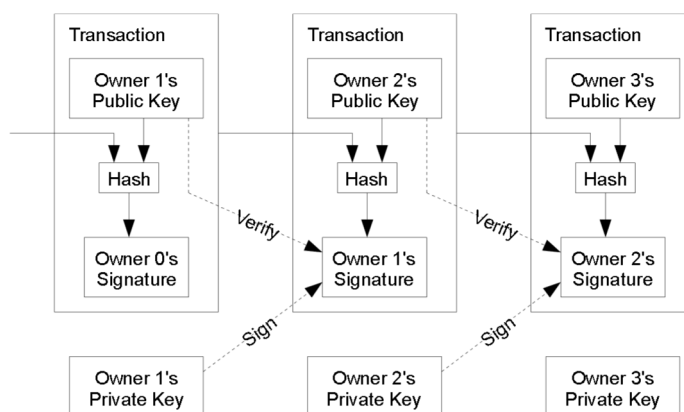 Transaction
Transaction
Transaction
Owner 1's
Public Key
Owner 2's
Public Key
Owner 3's
Public Key
Hash
Hash
Hash
Verify
Verify
Owner 0's
Signature
Owner 1's
Signature
Owner 2's
Signature
Sign
Sign
Owner 1's
Private Key
Owner 2's
Private Key
Owner 3's
Private Key